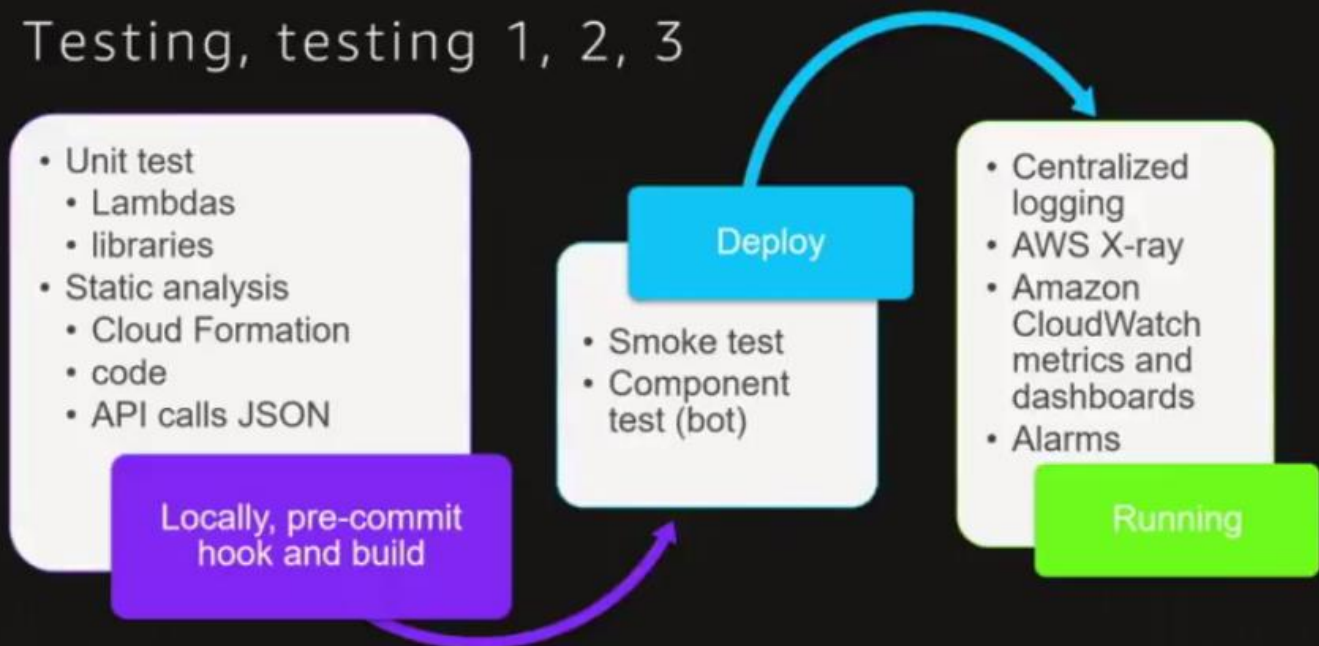 Testing, testing 1, 2, 3
• Unit test
• Lambdas
• libraries
• Static analysis
• Cloud Formation
• code
• API calls JSON
Locally, pre-commit
hook and build
Deploy
• Smoke test
• Component
test (bot)
• Centralized
logging
• AWS X-ray
• Amazon
CloudWatch
metrics and
dashboards
• Alarms
Running